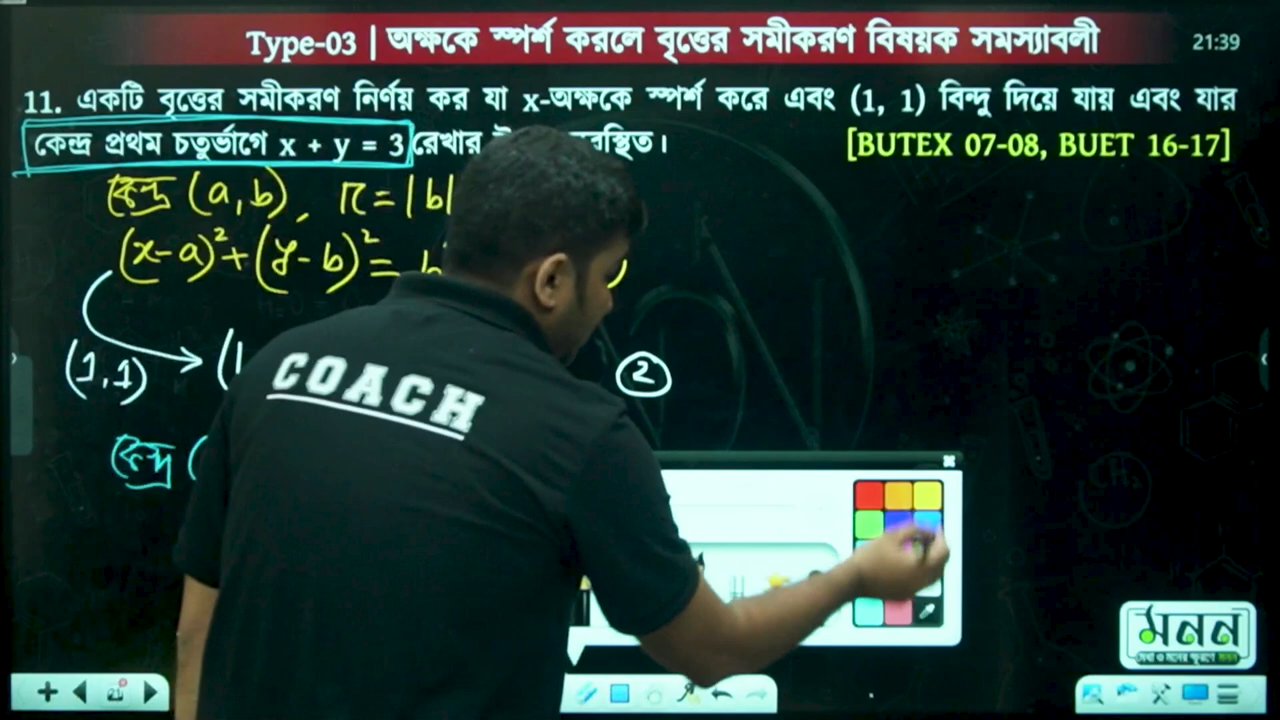 Type-03 | অক্ষকে স্পর্শ করলে বৃত্তের সমীকরণ বিষয়ক সমস্যাবলী
21:39
11. একটি বৃত্তের সমীকরণ নির্ণয় কর যা x-অক্ষকে স্পর্শ করে এবং (1, 1) বিন্দু দিয়ে যায় এবং যার
কেন্দ্র প্রথম চতুর্ভাগে x + y = 3 রেখার
[BUTEX 07-08, BUET 16-17]
কেন্দ্র (a, b), r = |b|
(x-a)² + (y-b)² = b
(1,1) → (1
2
কেন্দ্র (
COACH
মনন